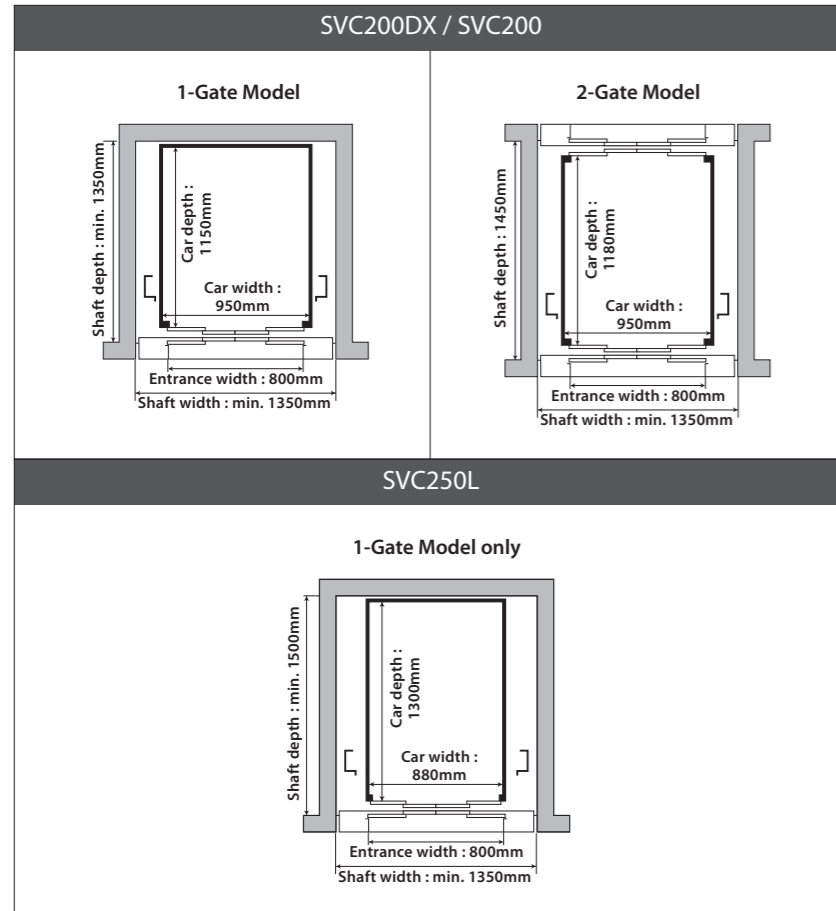 SVC200DX / SVC200
1-Gate Model
Shaft depth : min. 1350mm
Car depth :
1150mm
Car width :
950mm
Entrance width : 800mm
Shaft width : min. 1350mm
2-Gate Model
Shaft depth : 1450mm
Car depth :
1180mm
Car width :
950mm
Entrance width : 800mm
Shaft width : min. 1350mm
SVC250L
1-Gate Model only
Shaft depth : min. 1500mm
Car depth :
1300mm
Car width :
880mm
Entrance width : 800mm
Shaft width : min. 1350mm